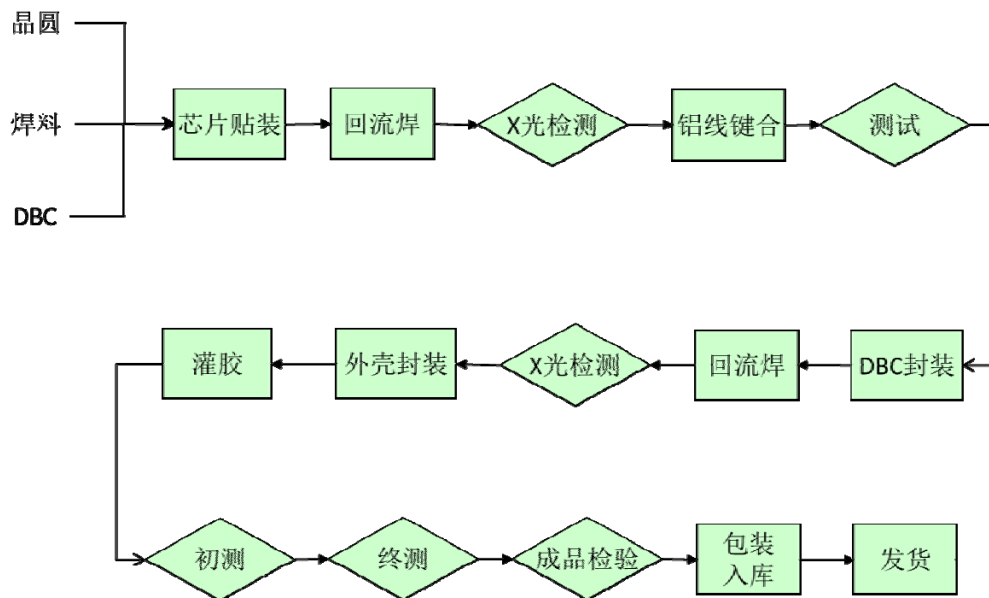 晶圆
焊料
DBC
芯片贴装
回流焊
X光检测
铝线键合
测试
灌胶
外壳封装
X光检测
回流焊
DBC封装
初测
终测
成品检验
包装
入库
发货